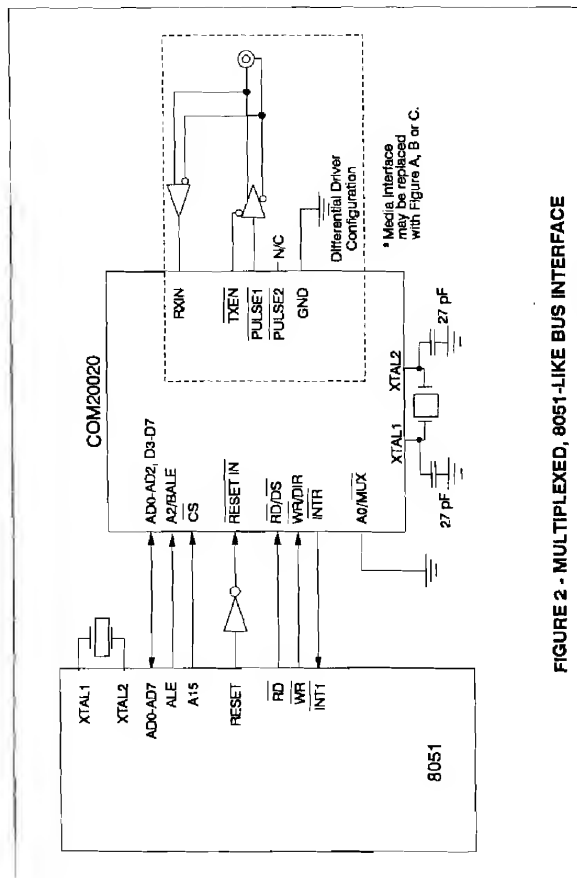 XTAL1
XTAL2
AD0-AD7
ALE
A15
RESET
RD
WR
INT1
8051
COM20020
AD0-AD2, D3-D7
A2/BALE
CS
RESET IN
RD/DS
WR/DIR
INTR
A0/MUX
RXIN
TXEN
PULSE1
PULSE2
GND
N/C
XTAL1
XTAL2
27 pF
27 pF
Differential Driver
Configuration
* Media Interface
may be replaced
with Figure A, B or C.
FIGURE 2 - MULTIPLEXED, 8051-LIKE BUS INTERFACE